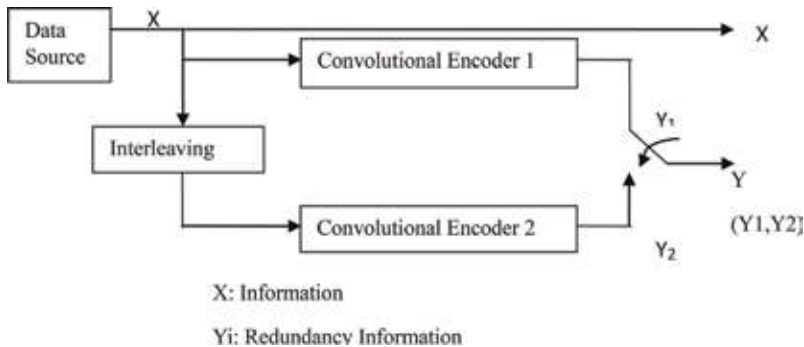 Data
Source
X
X
Convolutional Encoder 1
Interleaving
Y₁
Y
(Y1,Y2)
Convolutional Encoder 2
Y₂
X: Information
Yi: Redundancy Information